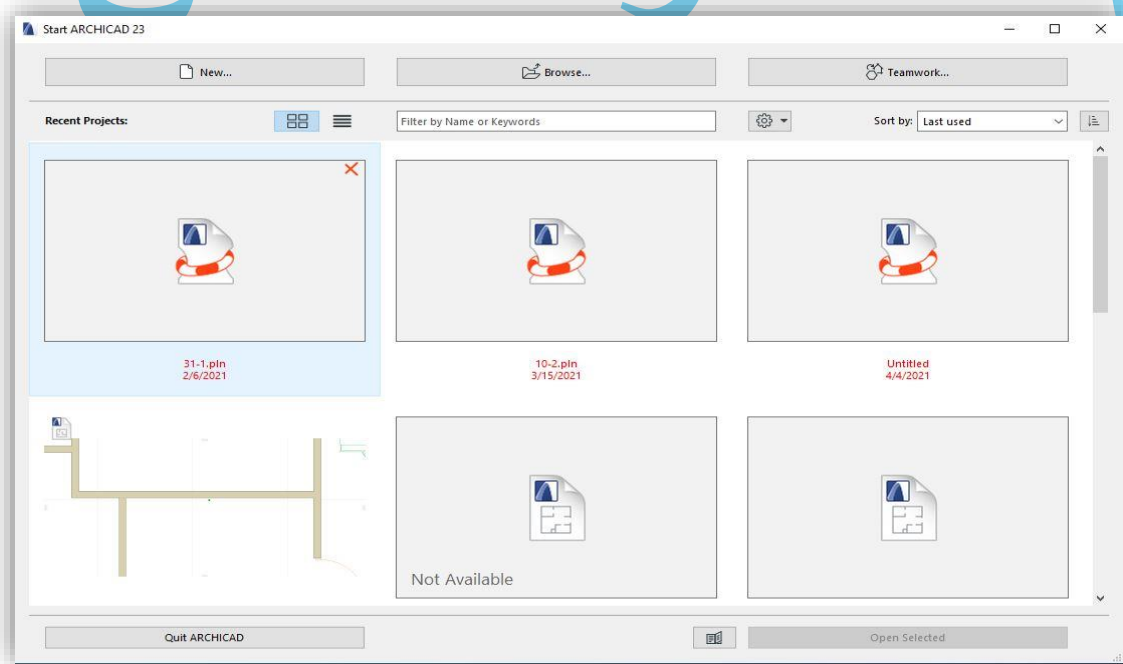 Start ARCHICAD 23
New...
Browse...
Teamwork...
Recent Projects:
Filter by Name or Keywords
Sort by: Last used
31-1.pln
2/6/2021
10-2.pln
3/15/2021
Untitled
4/4/2021
Not Available
Quit ARCHICAD
Open Selected